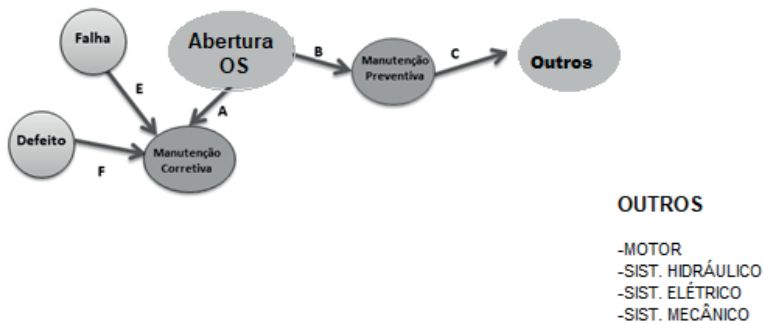 Falha
Abertura
OS
B
Manutenção
Preventiva
C
Outros
E
A
Defeito
F
Manutenção
Corretiva
OUTROS
-MOTOR
-SIST. HIDRÁULICO
-SIST. ELÉTRICO
-SIST. MECÂNICO